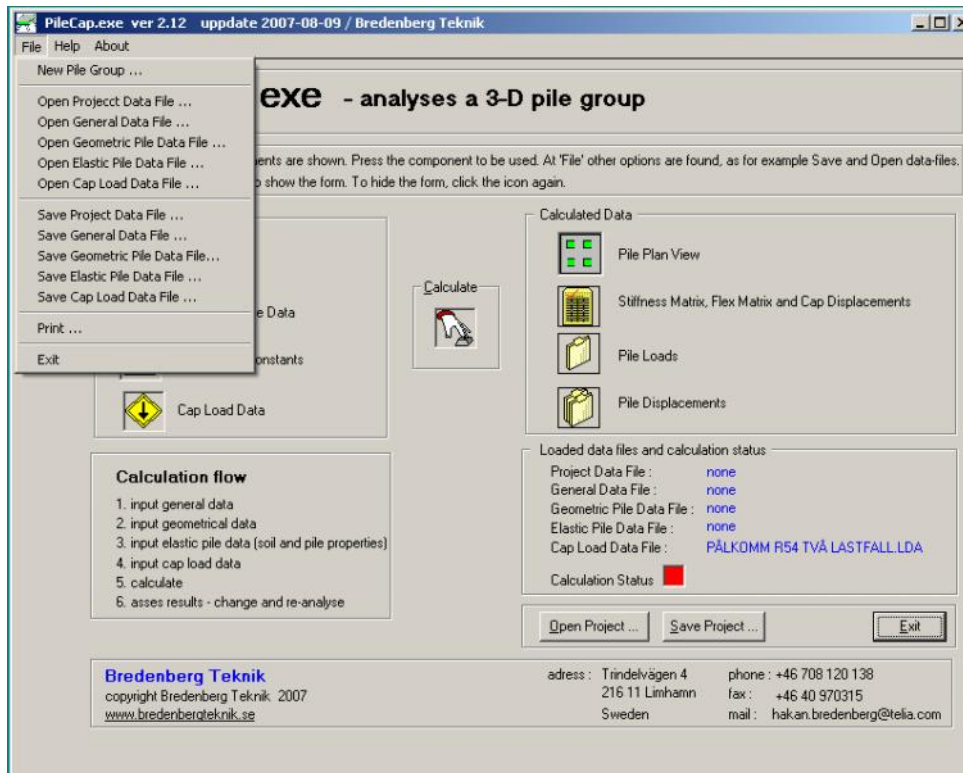 PileCap.exe ver 2.12 uppdate 2007-08-09 / Bredenberg Teknik
File Help About
New Pile Group ...
Open Projecct Data File ...
Open General Data File ...
Open Geometric Pile Data File ...
Open Elastic Pile Data File ...
Open Cap Load Data File ...
Save Project Data File ...
Save General Data File ...
Save Geometric Pile Data File...
Save Elastic Pile Data File ...
Save Cap Load Data File ...
Print ...
Exit
exe - analyses a 3-D pile group
ents are shown. Press the component to be used. At 'File' other options are found, as for example Save and Open data-files.
show the form. To hide the form, click the icon again.
Data
onstants
Cap Load Data
Calculate
Calculated Data
Pile Plan View
Stiffness Matrix, Flex Matrix and Cap Displacements
Pile Loads
Pile Displacements
Calculation flow
1. input general data
2. input geometrical data
3. input elastic pile data (soil and pile properties)
4. input cap load data
5. calculate
6. asses results - change and re-analyse
Loaded data files and calculation status
Project Data File : none
General Data File : none
Geometric Pile Data File : none
Elastic Pile Data File : none
Cap Load Data File : PÅLKOMM R54 TVÅ LASTFALL.LDA
Calculation Status
Open Project ... Save Project ... Exit
Bredenberg Teknik
copyright Bredenberg Teknik 2007
www.bredenbergteknik.se
adress : Trindelvägen 4
216 11 Limhamn
Sweden
phone : +46 708 120 138
fax : +46 40 970315
mail : hakan.bredenberg@telia.com